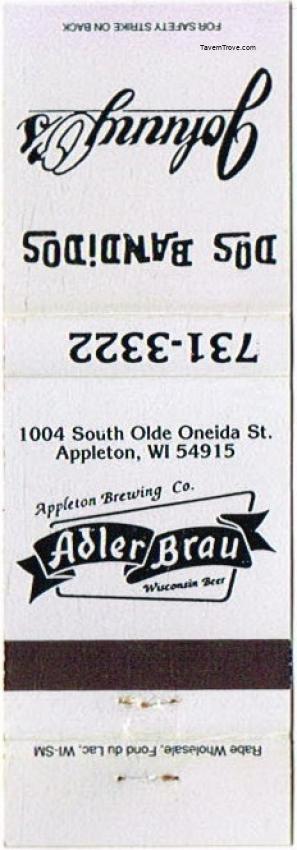 FOR SAFETY STRIKE ON BACK
TavernTrove.com
Johnny O's
DOS BANDiDOS
731-3322
1004 South Olde Oneida St.
Appleton, WI 54915
Appleton Brewing Co.
Adler Brau
Wisconsin Beer
Rabe Wholesale, Fond du Lac, WI-SM